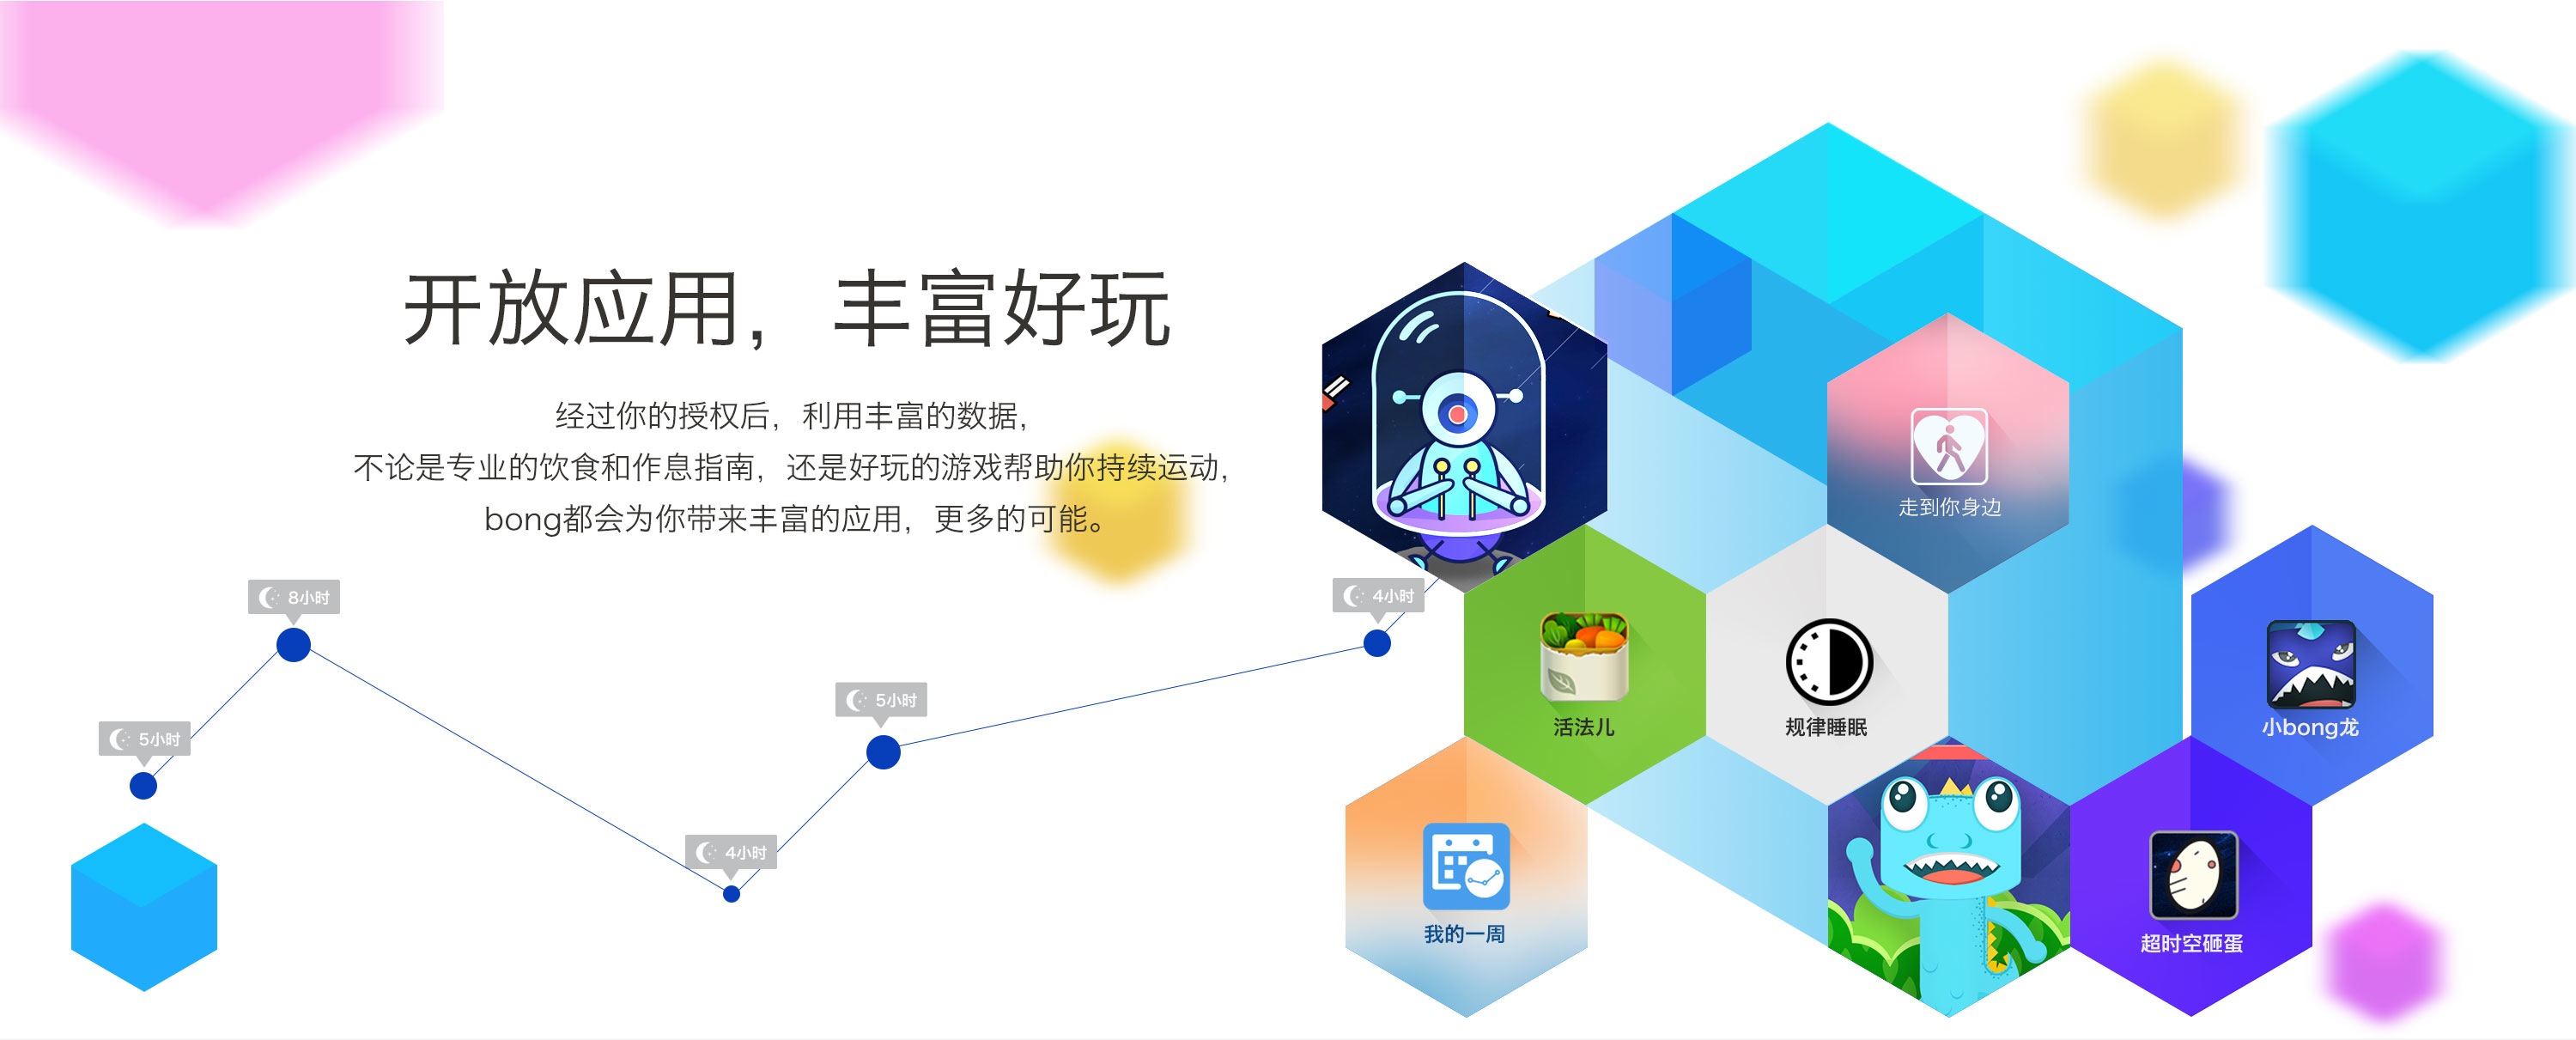 开放应用，丰富好玩
经过你的授权后，利用丰富的数据，
不论是专业的饮食和作息指南，还是好玩的游戏帮助你持续运动，
bong都会为你带来丰富的应用，更多的可能。
5小时
8小时
4小时
5小时
4小时
走到你身边
活法儿
规律睡眠
小bong龙
我的一周
超时空砸蛋